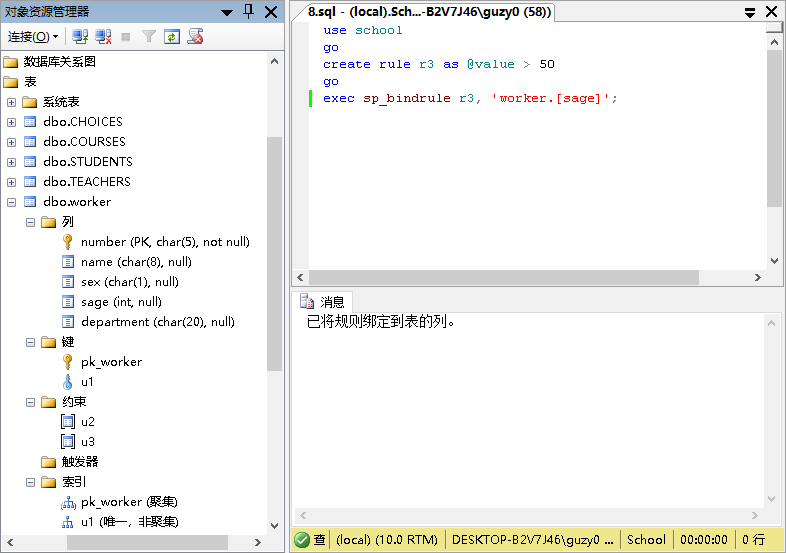 对象资源管理器
连接(O)
数据库关系图
表
系统表
dbo.CHOICES
dbo.COURSES
dbo.STUDENTS
dbo.TEACHERS
dbo.worker
列
number (PK, char(5), not null)
name (char(8), null)
sex (char(1), null)
sage (int, null)
department (char(20), null)
键
pk_worker
u1
约束
u2
u3
触发器
索引
pk_worker (聚集)
u1 (唯一，非聚集)
8.sql - (local).Sch...-B2V7J46\guzy0 (58))
use school
go
create rule r3 as @value > 50
go
exec sp_bindrule r3, 'worker.[sage]';
消息
已将规则绑定到表的列。
查 (local) (10.0 RTM) DESKTOP-B2V7J46\guzy0 ... School 00:00:00 0 行